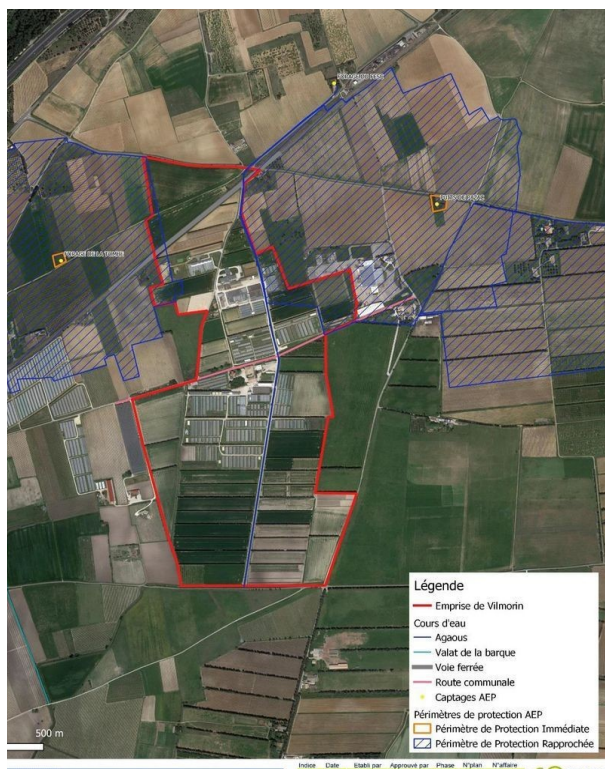 Légende
Emprise de Vilmorin
Cours d'eau
Agaous
Valat de la barque
Voie ferrée
Route communale
Captages AEP
Périmètres de protection AEP
Périmètre de Protection Immédiate
Périmètre de Protection Rapprochée
500 m
Indice Date Etabli par Approuvé par Phase N°plan N°affaire